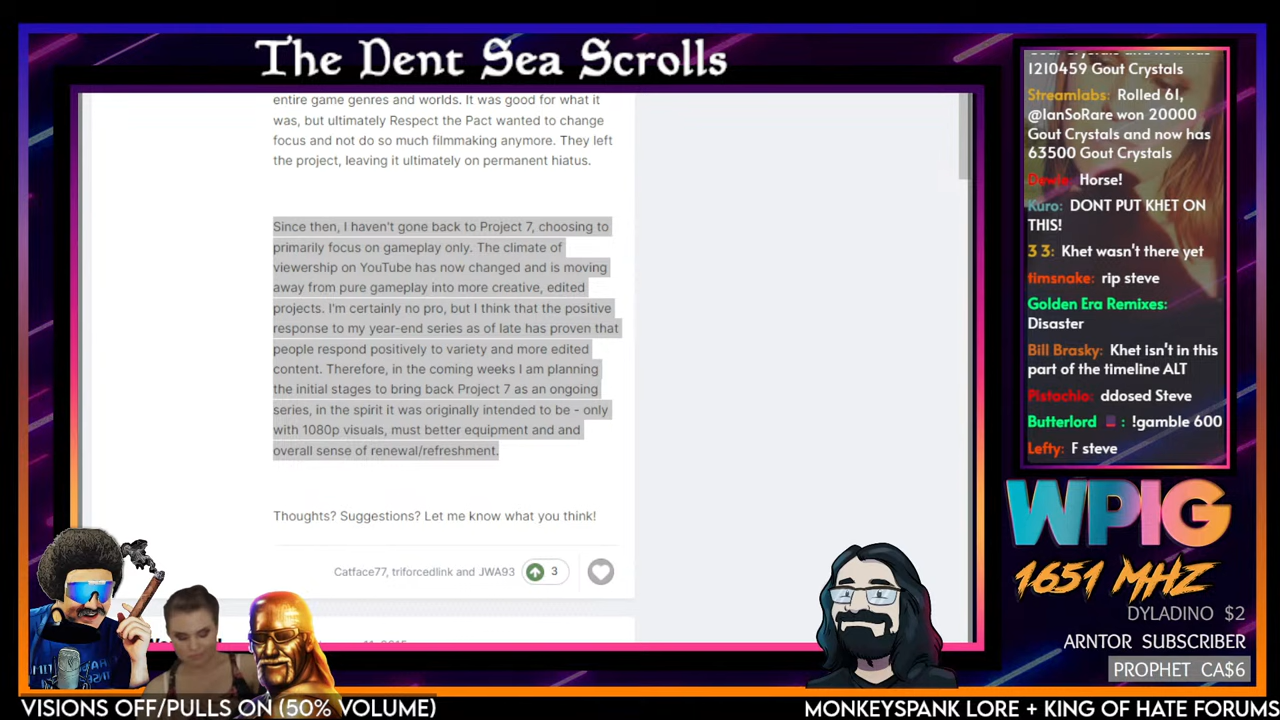 The Dent Sea Scrolls
entire game genres and worlds. It was good for what it
was, but ultimately Respect the Pact wanted to change
focus and not do so much filmmaking anymore. They left
the project, leaving it ultimately on permanent hiatus.
Since then, I haven't gone back to Project 7, choosing to
primarily focus on gameplay only. The climate of
viewership on YouTube has now changed and is moving
away from pure gameplay into more creative, edited
projects. I'm certainly no pro, but I think that the positive
response to my year-end series as of late has proven that
people respond positively to variety and more edited
content. Therefore, in the coming weeks I am planning
the initial stages to bring back Project 7 as an ongoing
series, in the spirit it was originally intended to be - only
with 1080p visuals, must better equipment and and
overall sense of renewal/refreshment.
Thoughts? Suggestions? Let me know what you think!
Catface77, triforcedlink and JWA93 3
1210459 Gout Crystals
Streamlabs: Rolled 61,
@IanSoRare won 20000
Gout Crystals and now has
63500 Gout Crystals
Horse!
Kuro: DONT PUT KHET ON
THIS!
3 3: Khet wasn't there yet
timsnake: rip steve
Golden Era Remixes:
Disaster
Bill Brasky: Khet isn't in this
part of the timeline ALT
Pistachio: ddosed Steve
Butterlord : !gamble 600
Lefty: F steve
WPIG
1651 MHZ
DYLADINO $2
ARNTOR SUBSCRIBER
PROPHET CA$6
VISIONS OFF/PULLS ON (50% VOLUME)
MONKEYSPANK LORE + KING OF HATE FORUMS